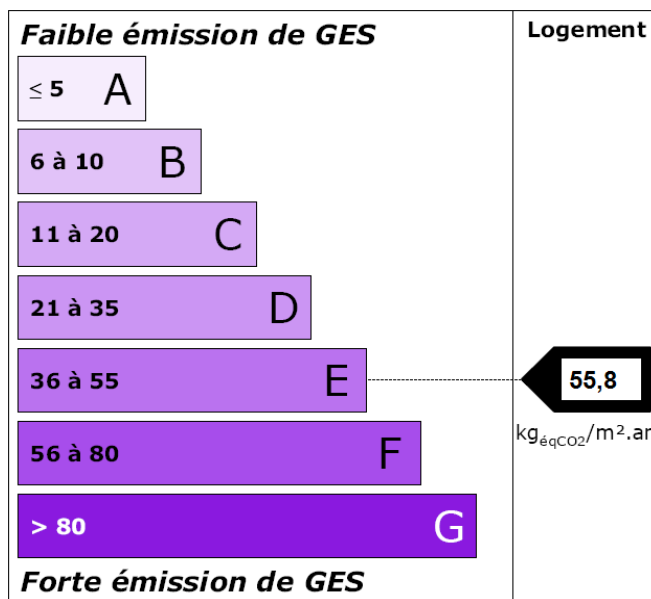 Faible émission de GES
Logement
≤ 5 A
6 à 10 B
11 à 20 C
21 à 35 D
36 à 55 E
55,8
kgéqCO2/m².an
56 à 80 F
> 80 G
Forte émission de GES